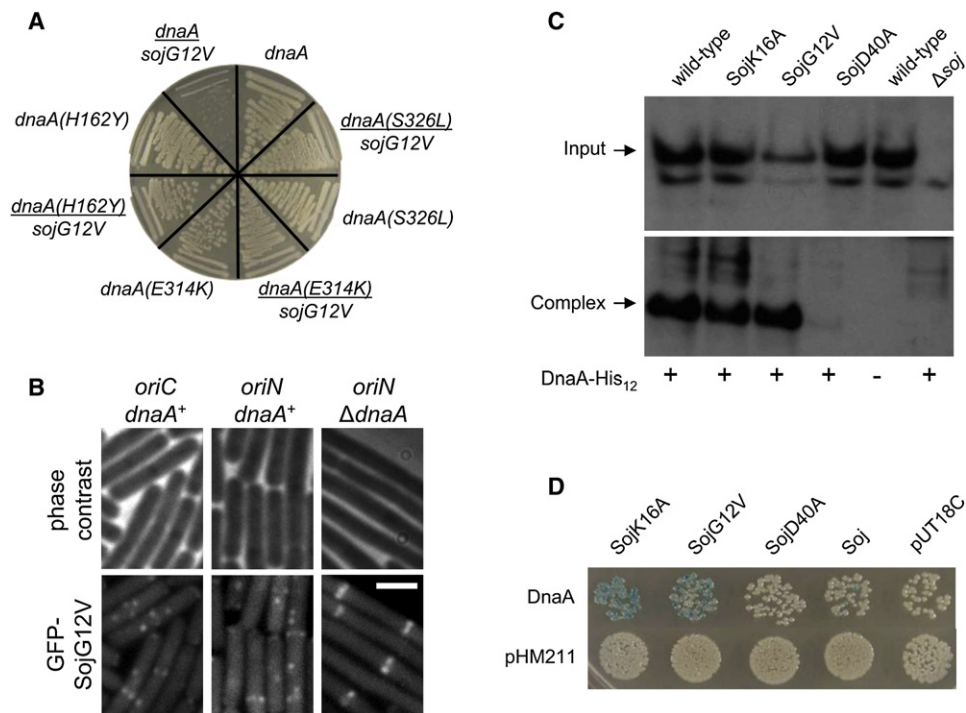 A
dnaA
sojG12V
dnaA
dnaA(H162Y)
dnaA(S326L)
sojG12V
dnaA(H162Y)
sojG12V
dnaA(S326L)
dnaA(E314K)
dnaA(E314K)
sojG12V
B
oriC
dnaA⁺
oriN
dnaA⁺
oriN
ΔdnaA
phase
contrast
GFP-
SojG12V
C
wild-type
SojK16A
SojG12V
SojD40A
wild-type
Δsoj
Input
Complex
DnaA-His₁₂ + + + + - +
D
SojK16A
SojG12V
SojD40A
Soj
pUT18C
DnaA
pHM211